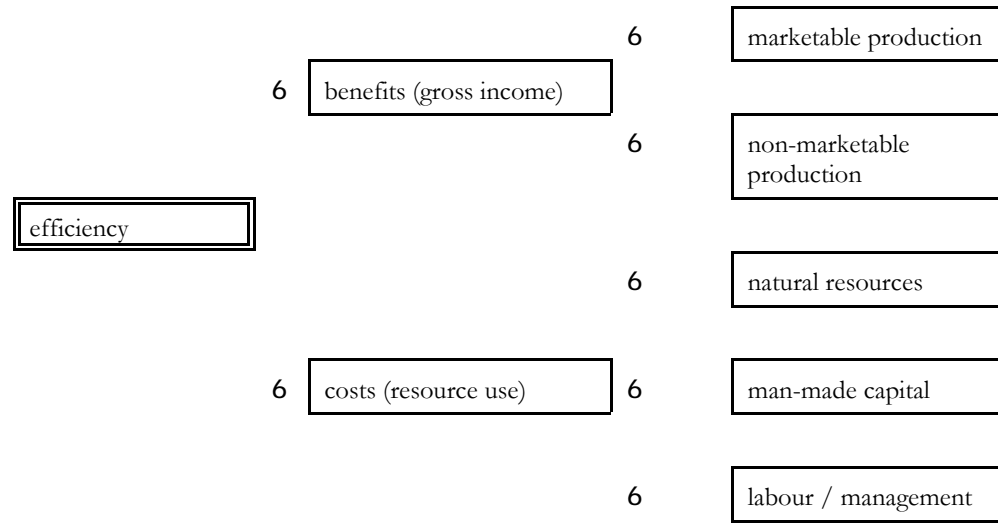 6 marketable production
6 benefits (gross income)
6 non-marketable
production
efficiency
6 natural resources
6 costs (resource use) 6 man-made capital
6 labour / management